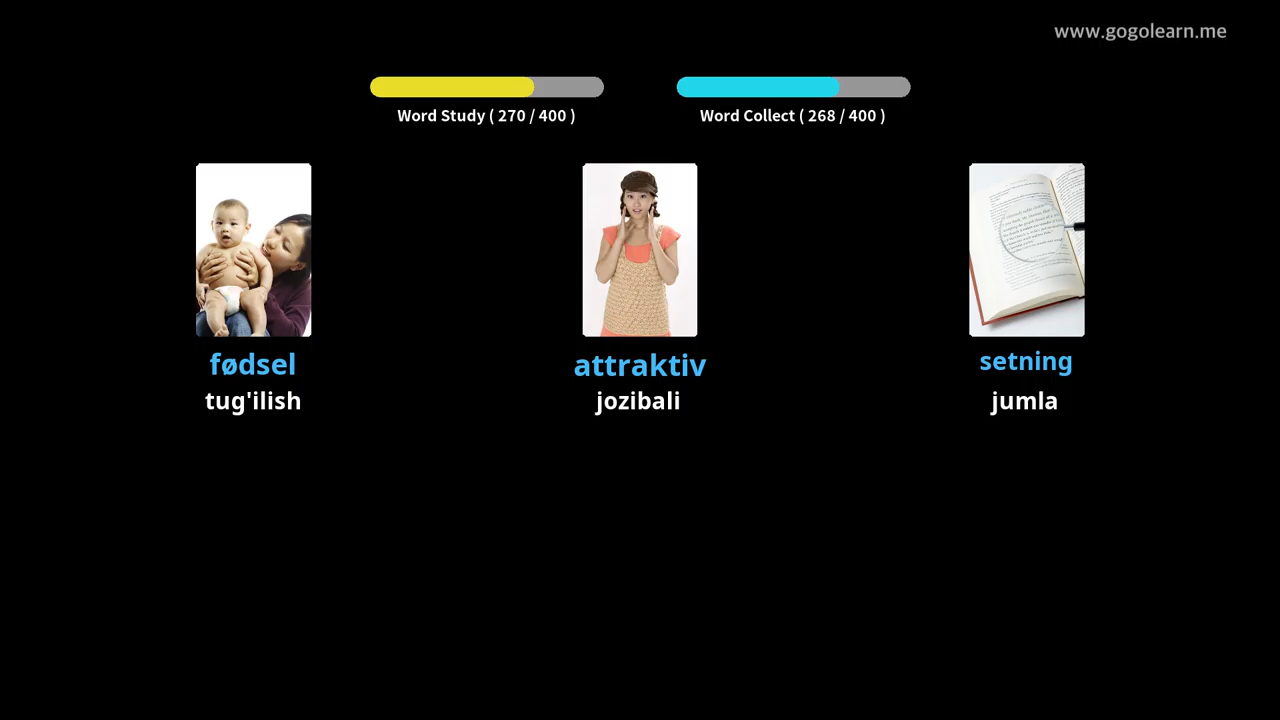 www.gogolearn.me
Word Study ( 270 / 400 )
Word Collect ( 268 / 400 )
fødsel
tug'ilish
attraktiv
jozibali
setning
jumla